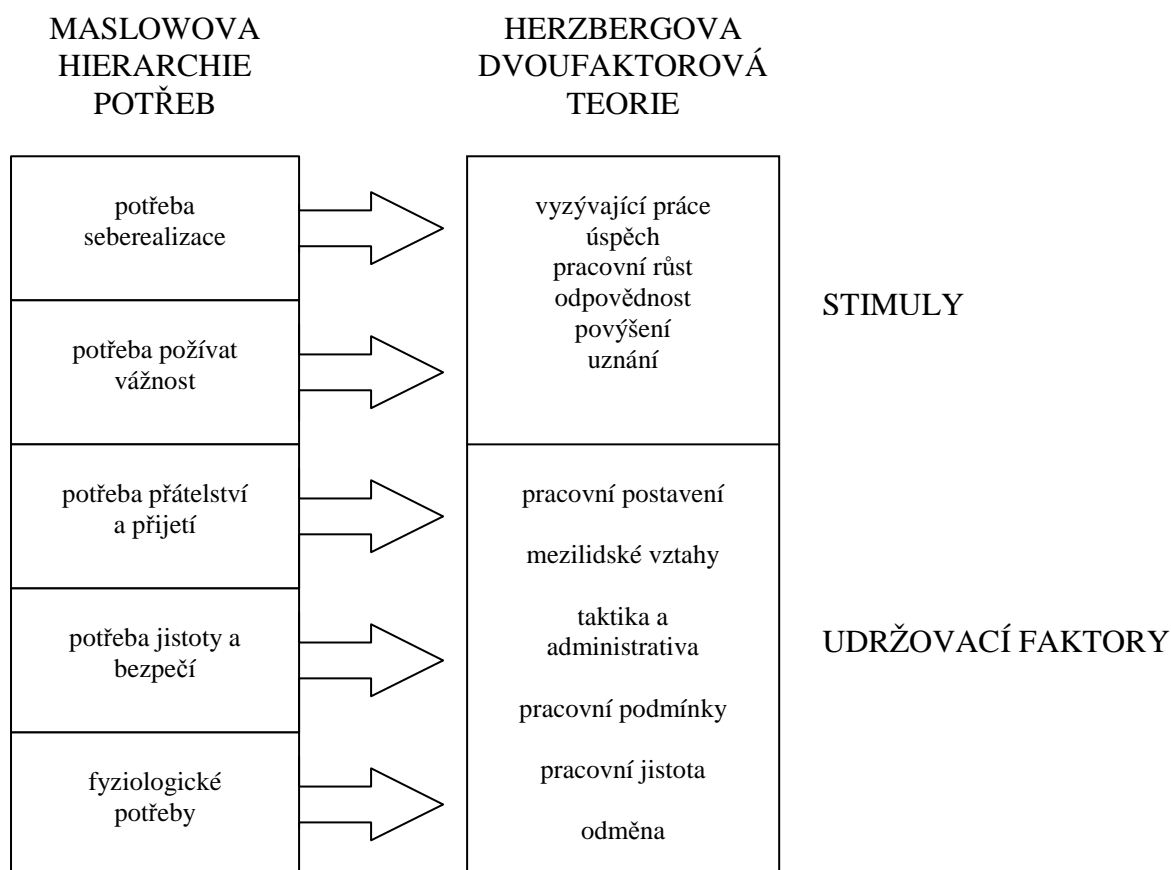 MASLOWOVA
HIERARCHIE
POTŘEB
HERZBERGOVA
DVOUFAKTOROVÁ
TEORIE
potřeba
seberealizace
potřeba požívat
vážnost
potřeba přátelství
a přijetí
potřeba jistoty a
bezpečí
fyziologické
potřeby
vyzývající práce
úspěch
pracovní růst
odpovědnost
povýšení
uznání
pracovní postavení
mezilidské vztahy
taktika a
administrativa
pracovní podmínky
pracovní jistota
odměna
STIMULY
UDRŽOVACÍ FAKTORY